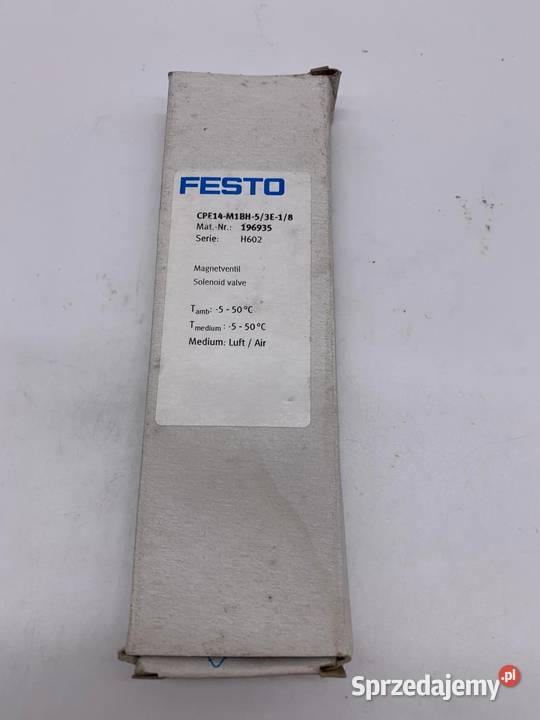 FESTO
CPE14-M1BH-5/3E-1/8
Mat.-Nr.: 196935
Serie: H602
Magnetventil
Solenoid valve
Tamb: -5 - 50 °C
Tmedium : -5 - 50 °C
Medium: Luft / Air
Sprzedajemy.pl